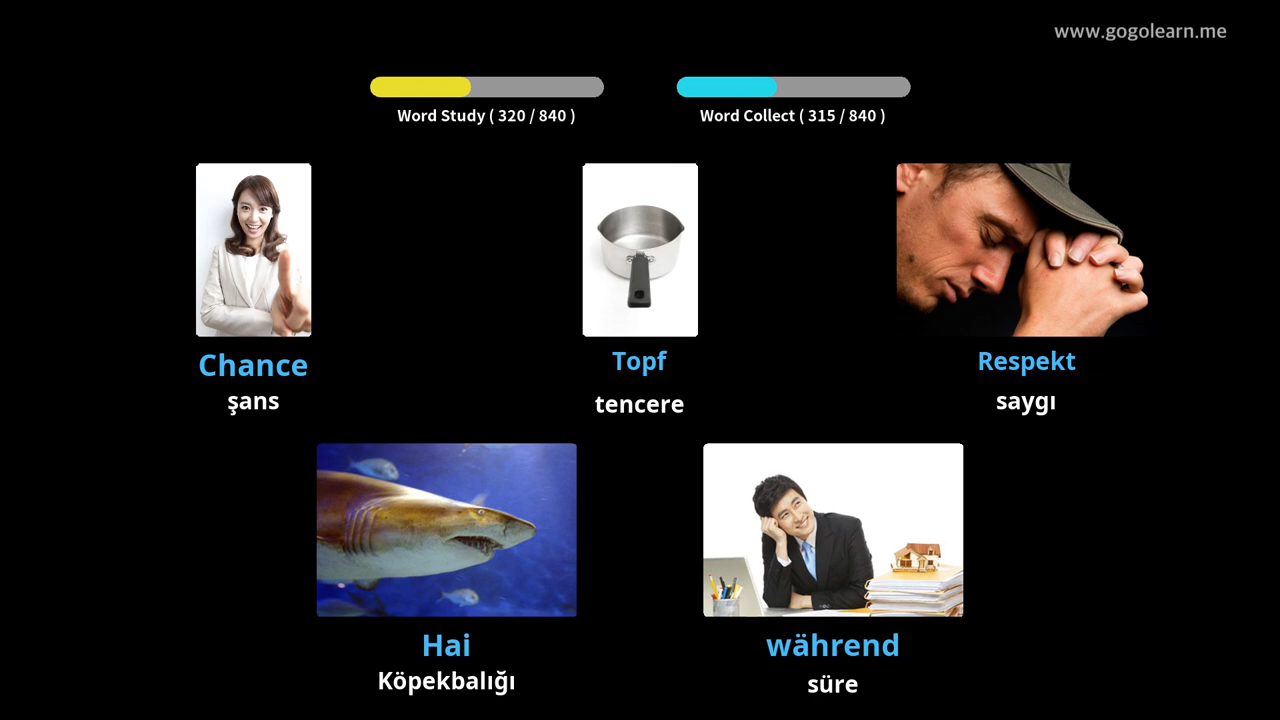 www.gogolearn.me
Word Study ( 320 / 840 )
Word Collect ( 315 / 840 )
Chance
şans
Topf
tencere
Respekt
saygı
Hai
Köpekbalığı
während
süre